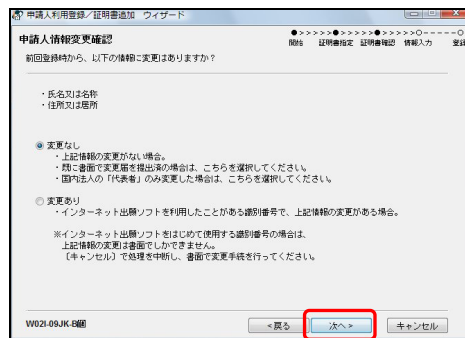 申請人利用登録/証明書追加 ウィザード
申請人情報変更確認
●>>>>>●>>>>>●>>>>>○-----○
開始 証明書指定 証明書確認 情報入力 登録
前回登録時から、以下の情報に変更はありますか？
・氏名又は名称
・住所又は居所
変更なし
・上記情報の変更がない場合。
・既に書面で変更届を提出済の場合は、こちらを選択してください。
・国内法人の「代表者」のみ変更した場合は、こちらを選択してください。
変更あり
・インターネット出願ソフトを利用したことがある識別番号で、上記情報の変更がある場合。
※インターネット出願ソフトをはじめて使用する識別番号の場合は、
上記情報の変更は書面でしかできません。
［キャンセル］で処理を中断し、書面で変更手続を行ってください。
W02I-09JK-B個
<戻る 次へ> キャンセル